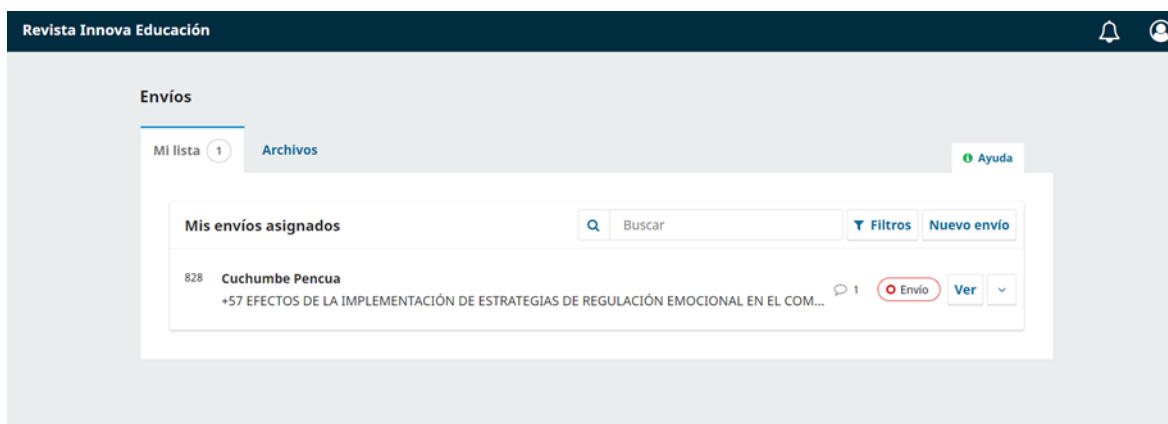 Revista Innova Educación
Envíos
Mi lista 1 Archivos
Ayuda
Mis envíos asignados Buscar Filtros Nuevo envío
828 Cuchumbe Pencua
+57 EFECTOS DE LA IMPLEMENTACIÓN DE ESTRATEGIAS DE REGULACIÓN EMOCIONAL EN EL COM... 1 Envío Ver